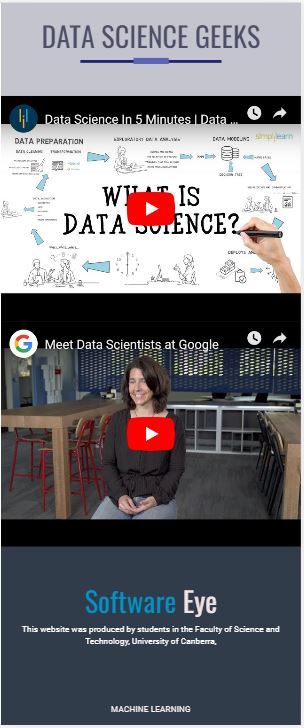 DATA SCIENCE GEEKS
Data Science In 5 Minutes | Data ...
DATA PREPARATION
EXPLORATORY DATA ANALYSIS
DATA MODELING
simplilearn
DATA CLEANING
TRANSFORMATION
DECISION TREE
WHAT IS
DATA SCIENCE?
Meet Data Scientists at Google
Software Eye
This website was produced by students in the Faculty of Science and
Technology, University of Canberra,
MACHINE LEARNING